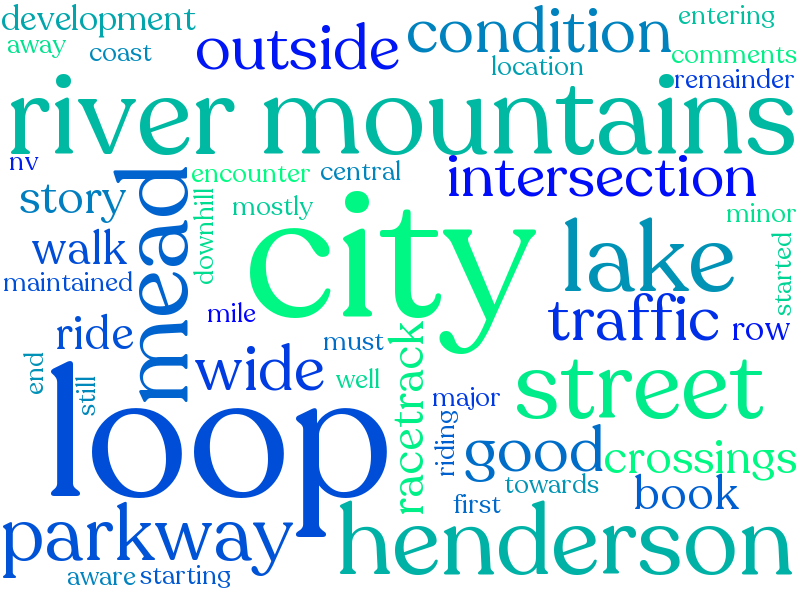 development
entering
away
coast
outside
condition
comments
location
remainder
river mountains
nv
encounter
central
intersection
story
mead
downhill
mostly
city
minor
walk
lake
started
maintained
mile
traffic
row
ride
must
racetrack
end
still
wide
well
street
loop
major
riding
good
crossings
towards
book
first
parkway
henderson
aware
starting